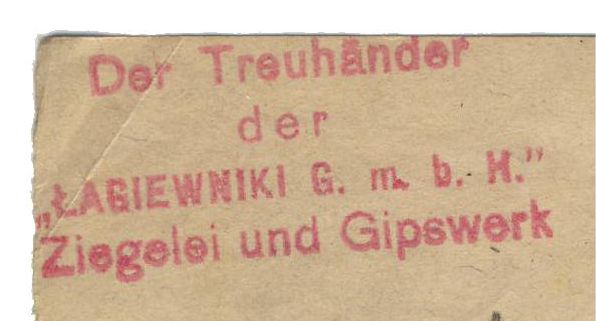 Der Treuhänder
der
„ŁAGIEWNIKI G. m. b. H."
Ziegelei und Gipswerk